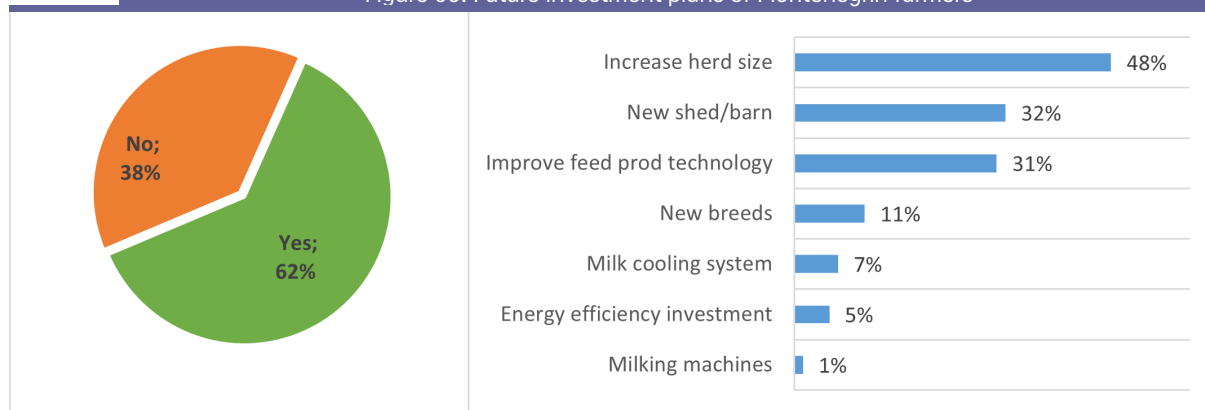 No;
38%
Yes;
62%
Increase herd size 48%
New shed/barn 32%
Improve feed prod technology 31%
New breeds 11%
Milk cooling system 7%
Energy efficiency investment 5%
Milking machines 1%